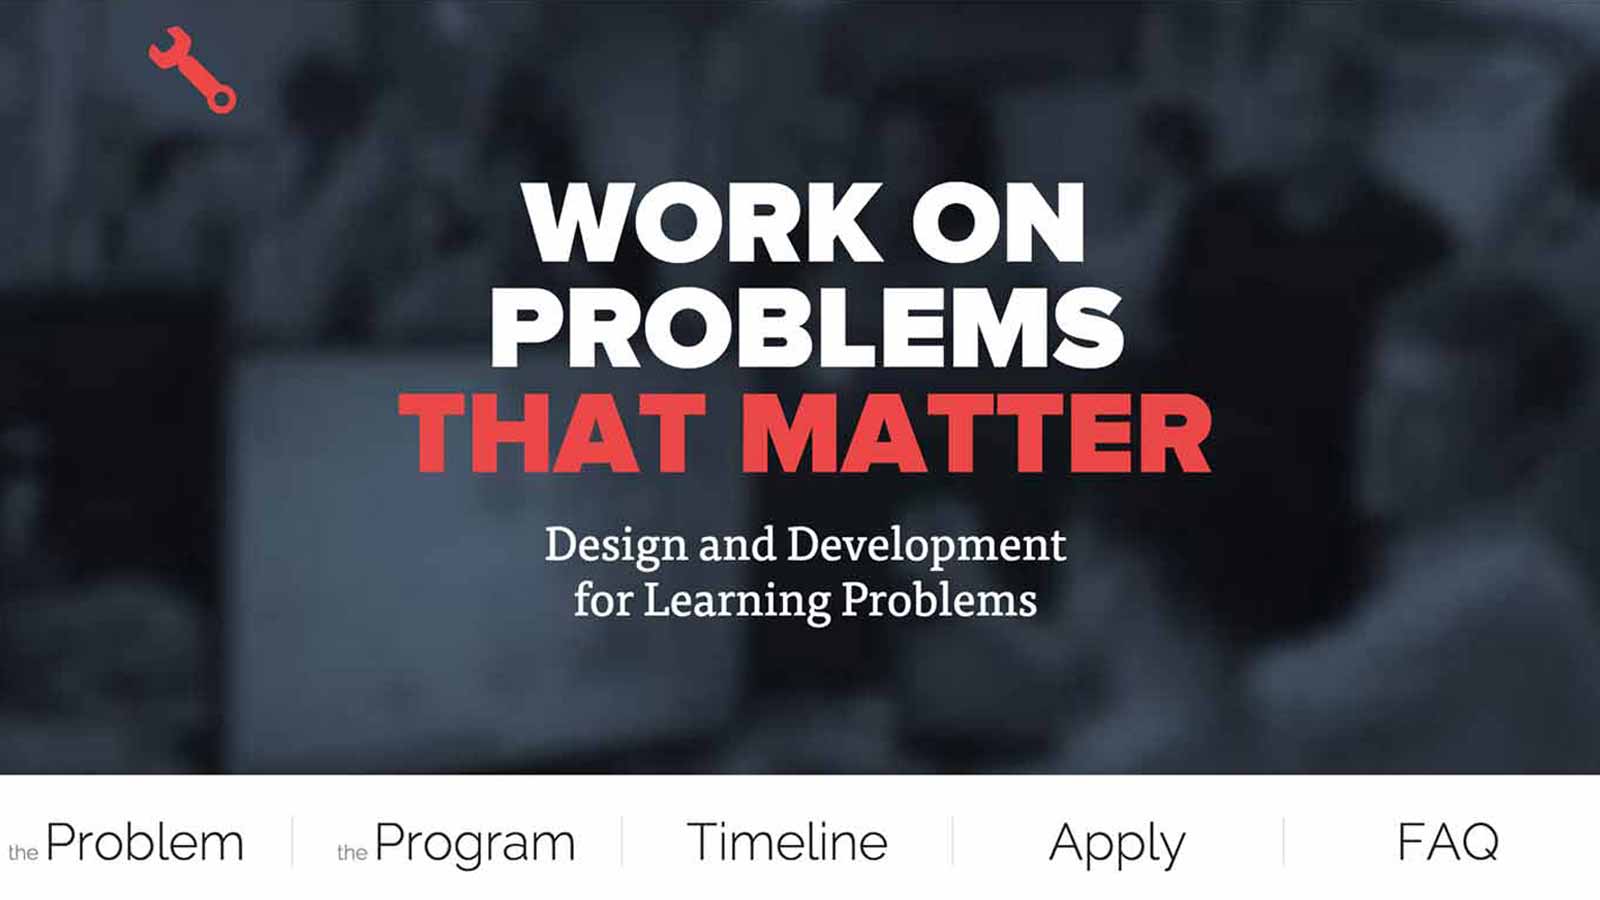 WORK ON
PROBLEMS
THAT MATTER
Design and Development
for Learning Problems
the Problem
the Program
Timeline
Apply
FAQ